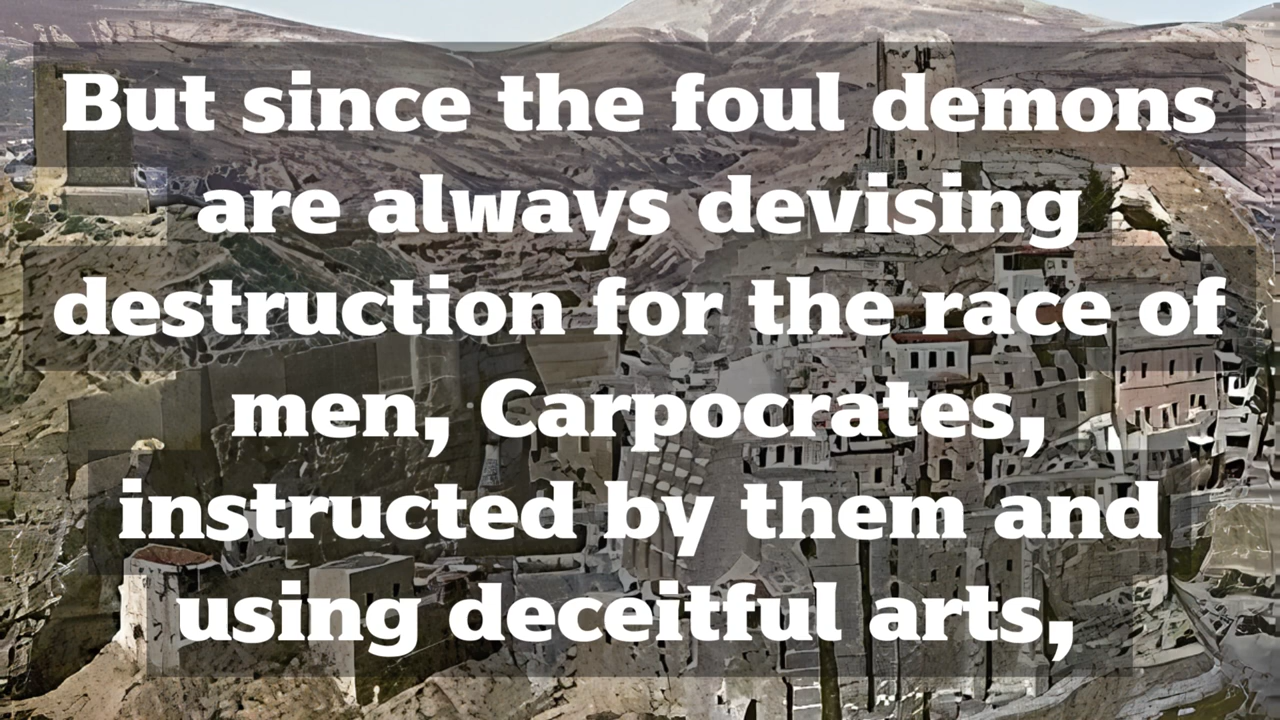 But since the foul demons
are always devising
destruction for the race of
men, Carpocrates,
instructed by them and
using deceitful arts,